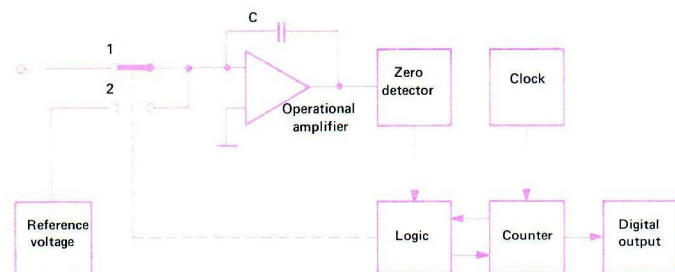 C
1
2
Operational
amplifier
Zero
detector
Clock
Reference
voltage
Logic
Counter
Digital
output